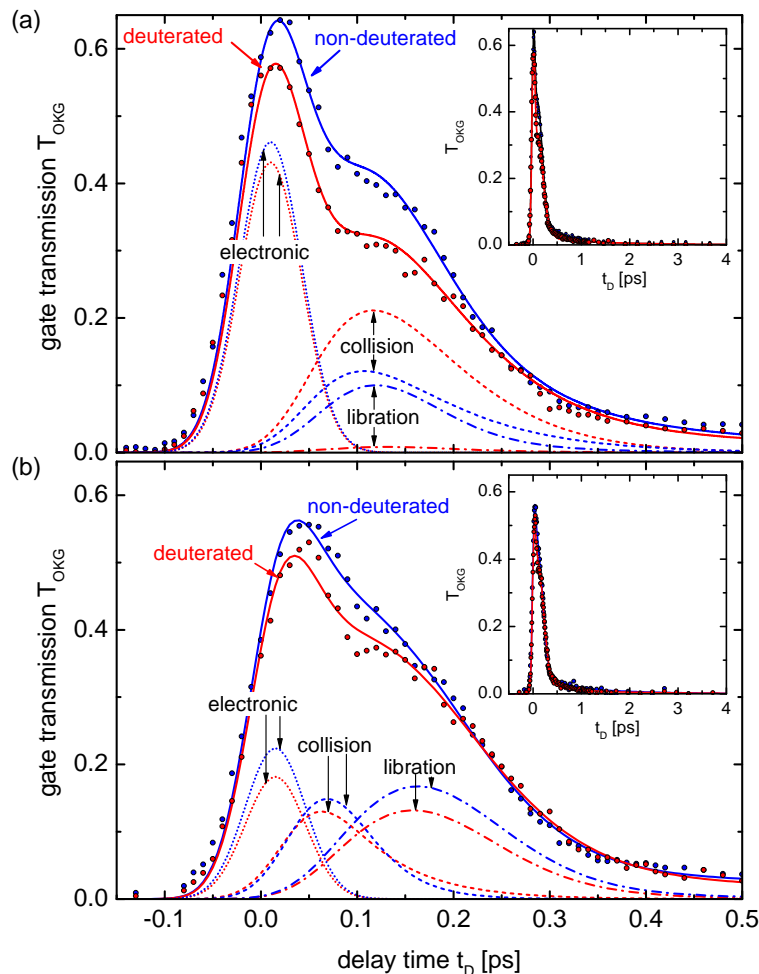 (a)
deuterated
non-deuterated
electronic
collision
libration
gate transmission T_OKG
0.6
0.4
0.2
0.0
T_OKG
0.6
0.4
0.2
0.0
0 1 2 3 4
t_D [ps]
(b)
non-deuterated
deuterated
electronic
collision
libration
gate transmission T_OKG
0.6
0.4
0.2
0.0
T_OKG
0.6
0.4
0.2
0.0
0 1 2 3 4
t_D [ps]
-0.1 0.0 0.1 0.2 0.3 0.4 0.5
delay time t_D [ps]